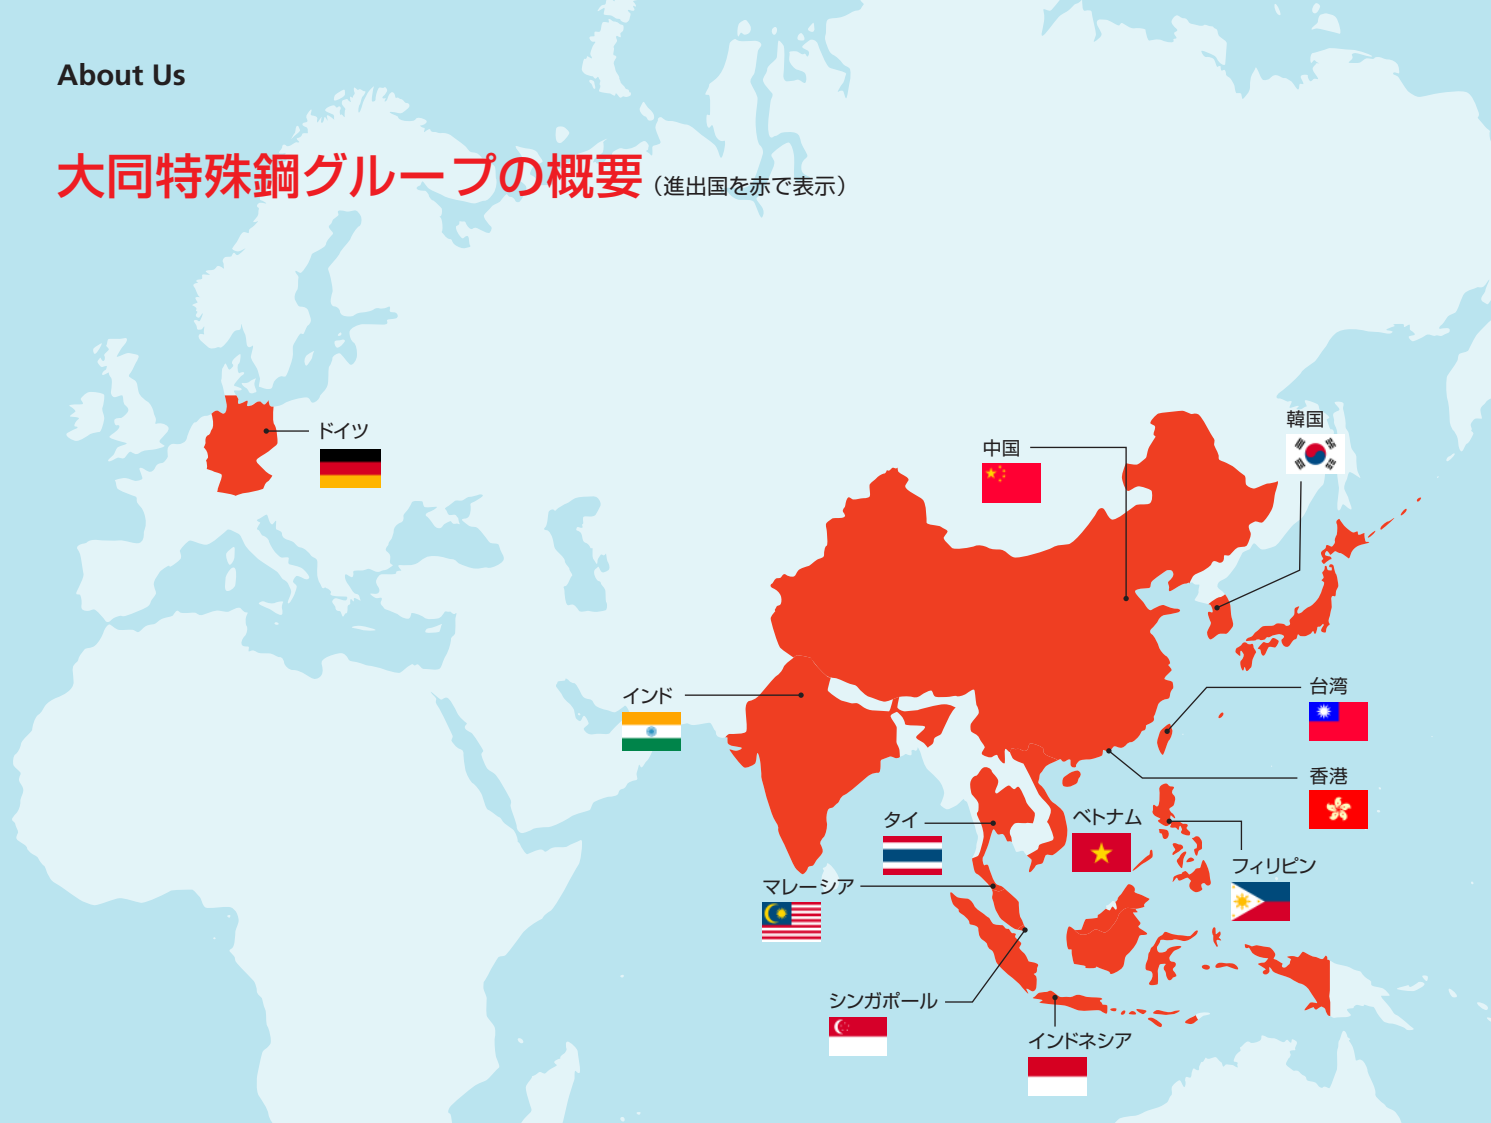 About Us
大同特殊鋼グループの概要（進出国を赤で表示）
ドイツ
中国
韓国
インド
台湾
香港
タイ
ベトナム
フィリピン
マレーシア
シンガポール
インドネシア